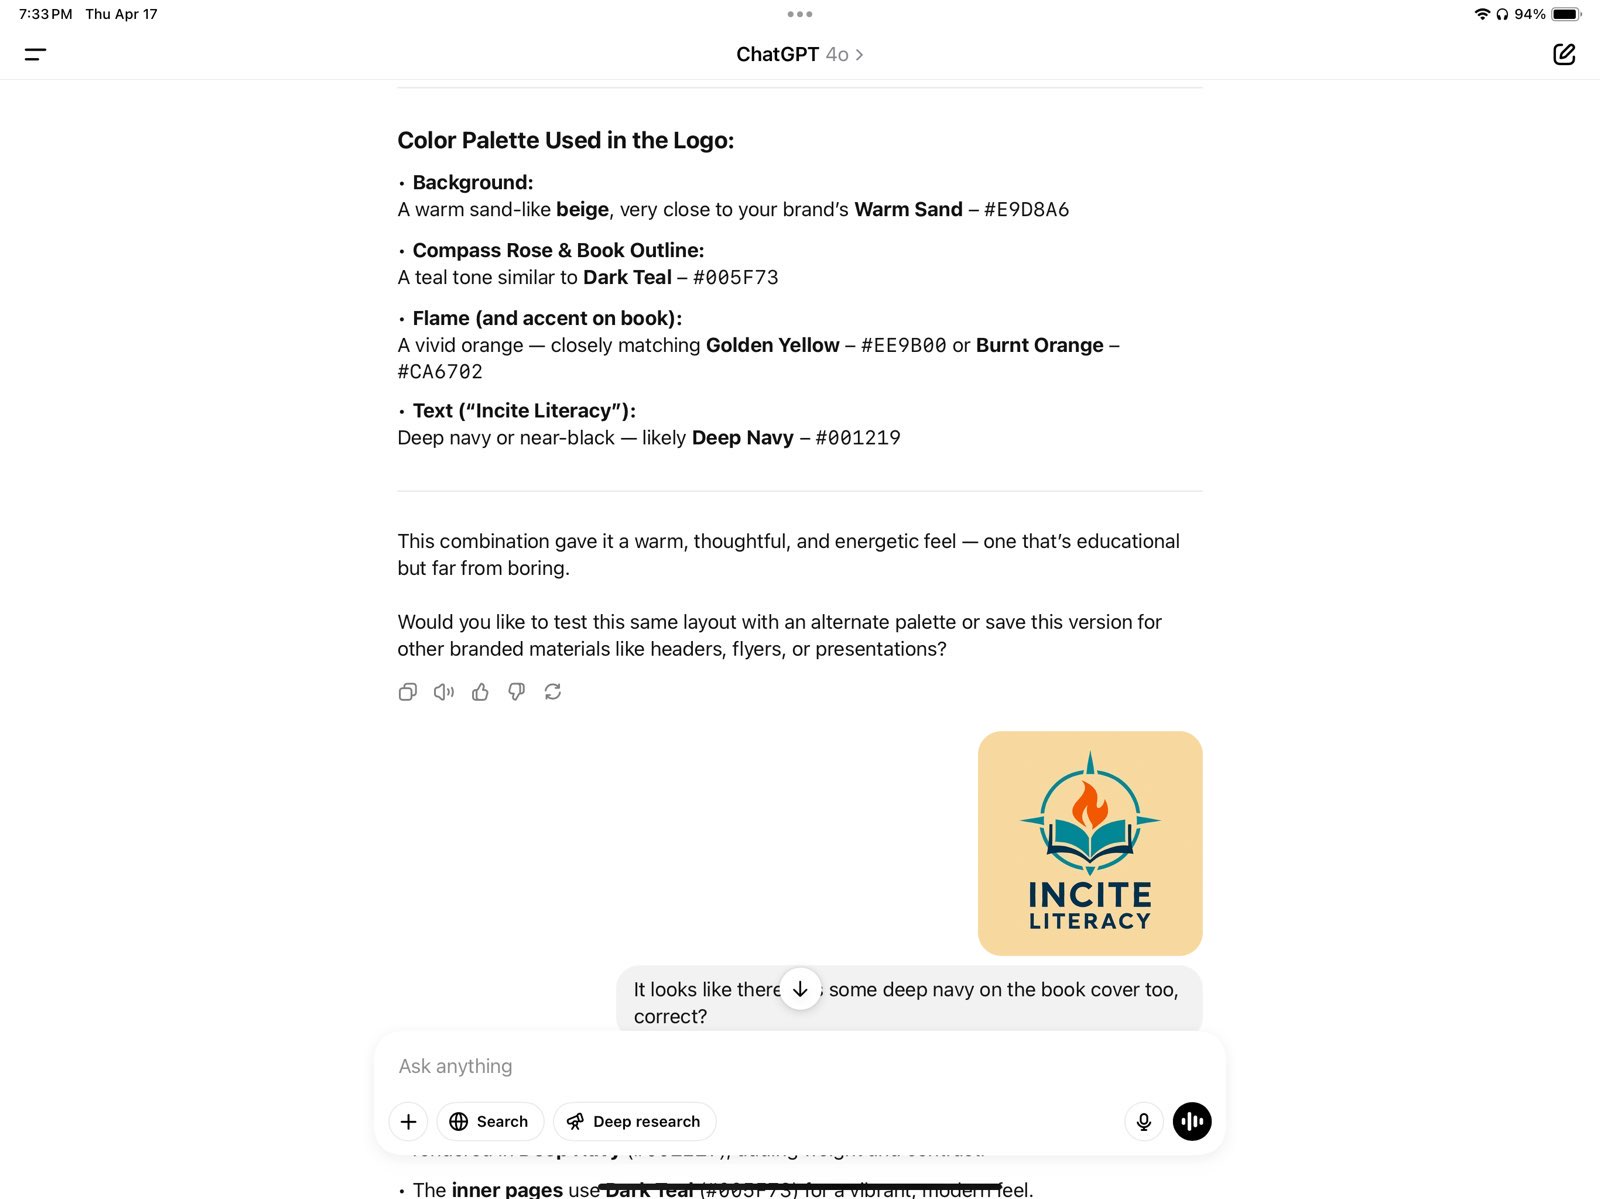 7:33 PM Thu Apr 17
94%
ChatGPT 4o >
Color Palette Used in the Logo:
• Background:
A warm sand-like beige, very close to your brand’s Warm Sand – #E9D8A6
• Compass Rose & Book Outline:
A teal tone similar to Dark Teal – #005F73
• Flame (and accent on book):
A vivid orange — closely matching Golden Yellow – #EE9B00 or Burnt Orange –
#CA6702
• Text (“Incite Literacy”):
Deep navy or near-black — likely Deep Navy – #001219
This combination gave it a warm, thoughtful, and energetic feel — one that’s educational
but far from boring.
Would you like to test this same layout with an alternate palette or save this version for
other branded materials like headers, flyers, or presentations?
INCITE
LITERACY
It looks like there some deep navy on the book cover too,
correct?
Ask anything
Search
Deep research
• The inner pages use Dark Teal (#005F73) for a vibrant, modern feel.